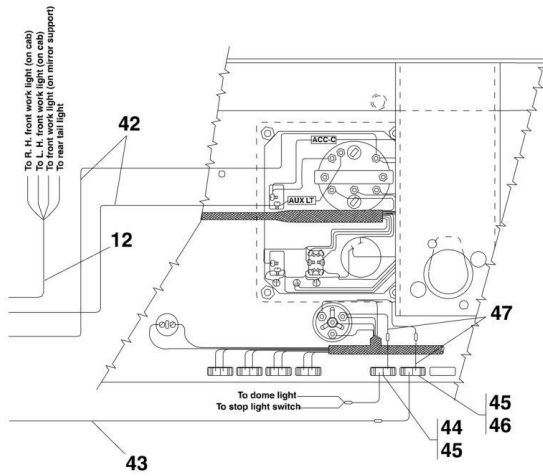 To R. H. front work light (on cab)
To L. H. front work light (on cab)
To front work light (on mirror support)
To rear tail light
42
ACC-C
AUX LT
12
47
To dome light
To stop light switch
45
46
44
45
43